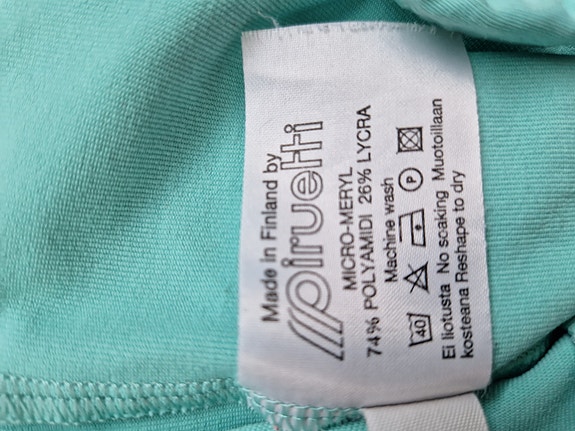 Made in Finland by
piruetti
MICRO-MERYL
74% POLYAMIDI 26% LYCRA
Machine wash
40 P
Ei liotusta No soaking Muotoillaan
kosteana Reshape to dry